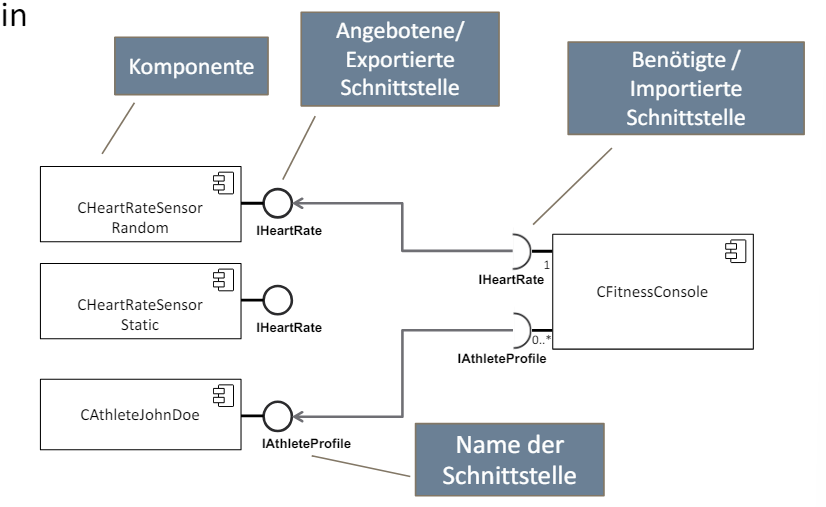 in
Komponente
Angebotene/
Exportierte
Schnittstelle
Benötigte /
Importierte
Schnittstelle
CHeartRateSensor
Random
IHeartRate
IHeartRate
1
CFitnessConsole
CHeartRateSensor
Static
IHeartRate
0..*
IAthleteProfile
CAthleteJohnDoe
IAthleteProfile
Name der
Schnittstelle